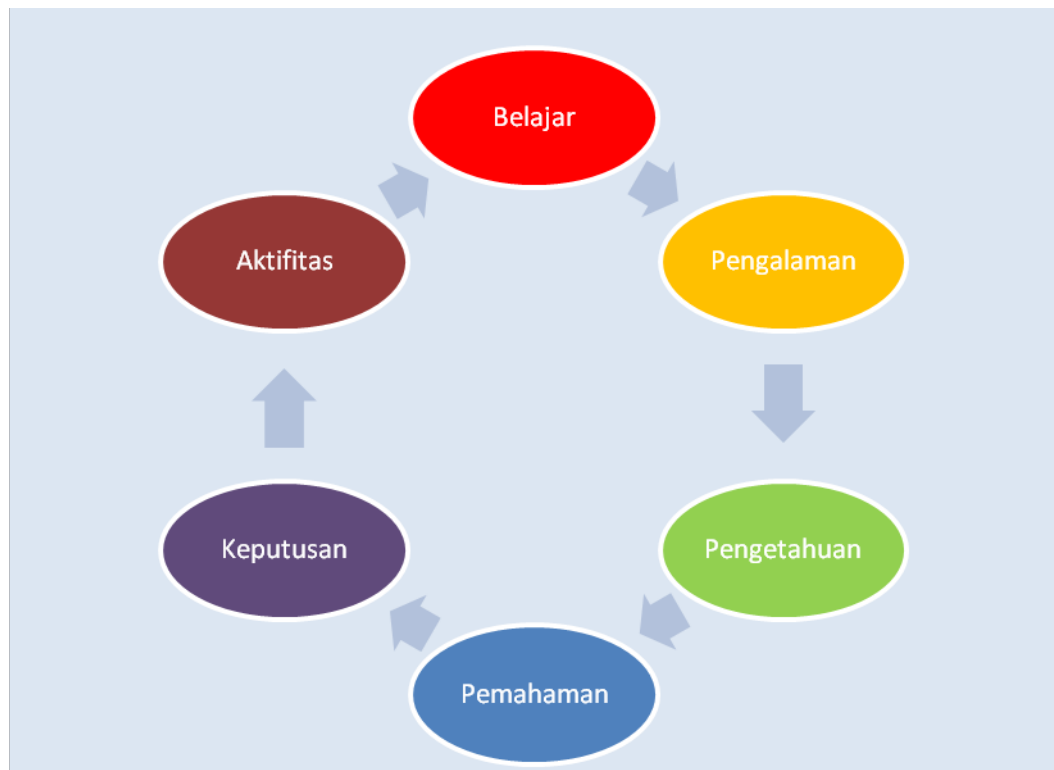 Belajar
Pengalaman
Pengetahuan
Pemahaman
Keputusan
Aktifitas